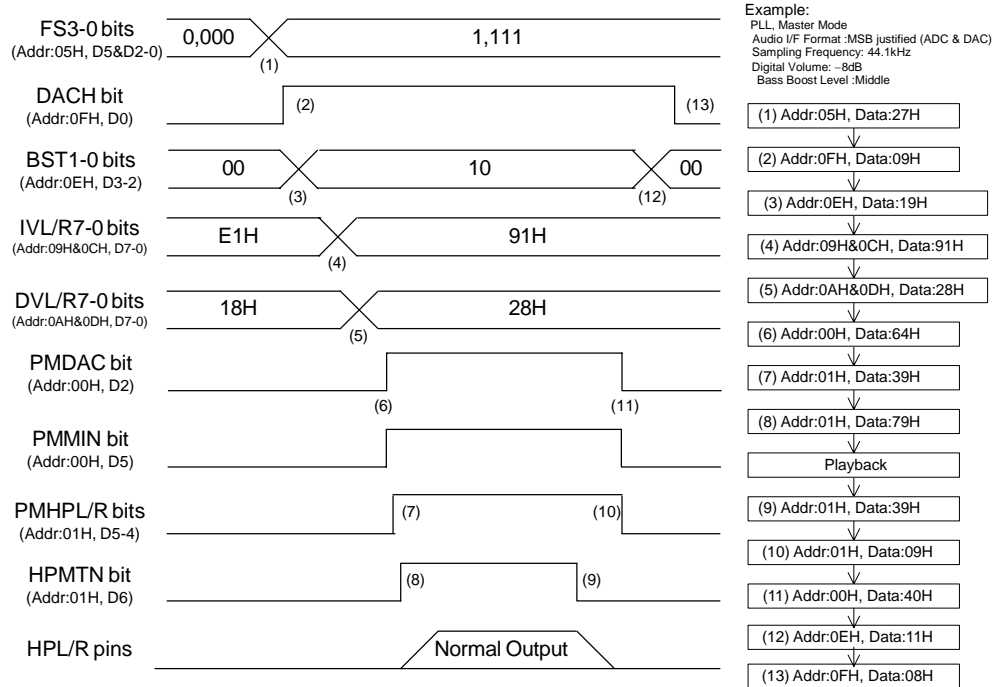 FS3-0 bits
(Addr:05H, D5&D2-0)
0,000
1,111
(1)
DACH bit
(Addr:0FH, D0)
(2)
(13)
BST1-0 bits
(Addr:0EH, D3-2)
00
10
00
(3)
(12)
IVL/R7-0 bits
(Addr:09H&0CH, D7-0)
E1H
91H
(4)
DVL/R7-0 bits
(Addr:0AH&0DH, D7-0)
18H
28H
(5)
PMDAC bit
(Addr:00H, D2)
(6)
(11)
PMMIN bit
(Addr:00H, D5)
PMHPL/R bits
(Addr:01H, D5-4)
(7)
(10)
HPMTN bit
(Addr:01H, D6)
(8)
(9)
HPL/R pins
Normal Output
Example:
PLL, Master Mode
Audio I/F Format :MSB justified (ADC & DAC)
Sampling Frequency: 44.1kHz
Digital Volume: −8dB
Bass Boost Level :Middle
(1) Addr:05H, Data:27H
(2) Addr:0FH, Data:09H
(3) Addr:0EH, Data:19H
(4) Addr:09H&0CH, Data:91H
(5) Addr:0AH&0DH, Data:28H
(6) Addr:00H, Data:64H
(7) Addr:01H, Data:39H
(8) Addr:01H, Data:79H
Playback
(9) Addr:01H, Data:39H
(10) Addr:01H, Data:09H
(11) Addr:00H, Data:40H
(12) Addr:0EH, Data:11H
(13) Addr:0FH, Data:08H